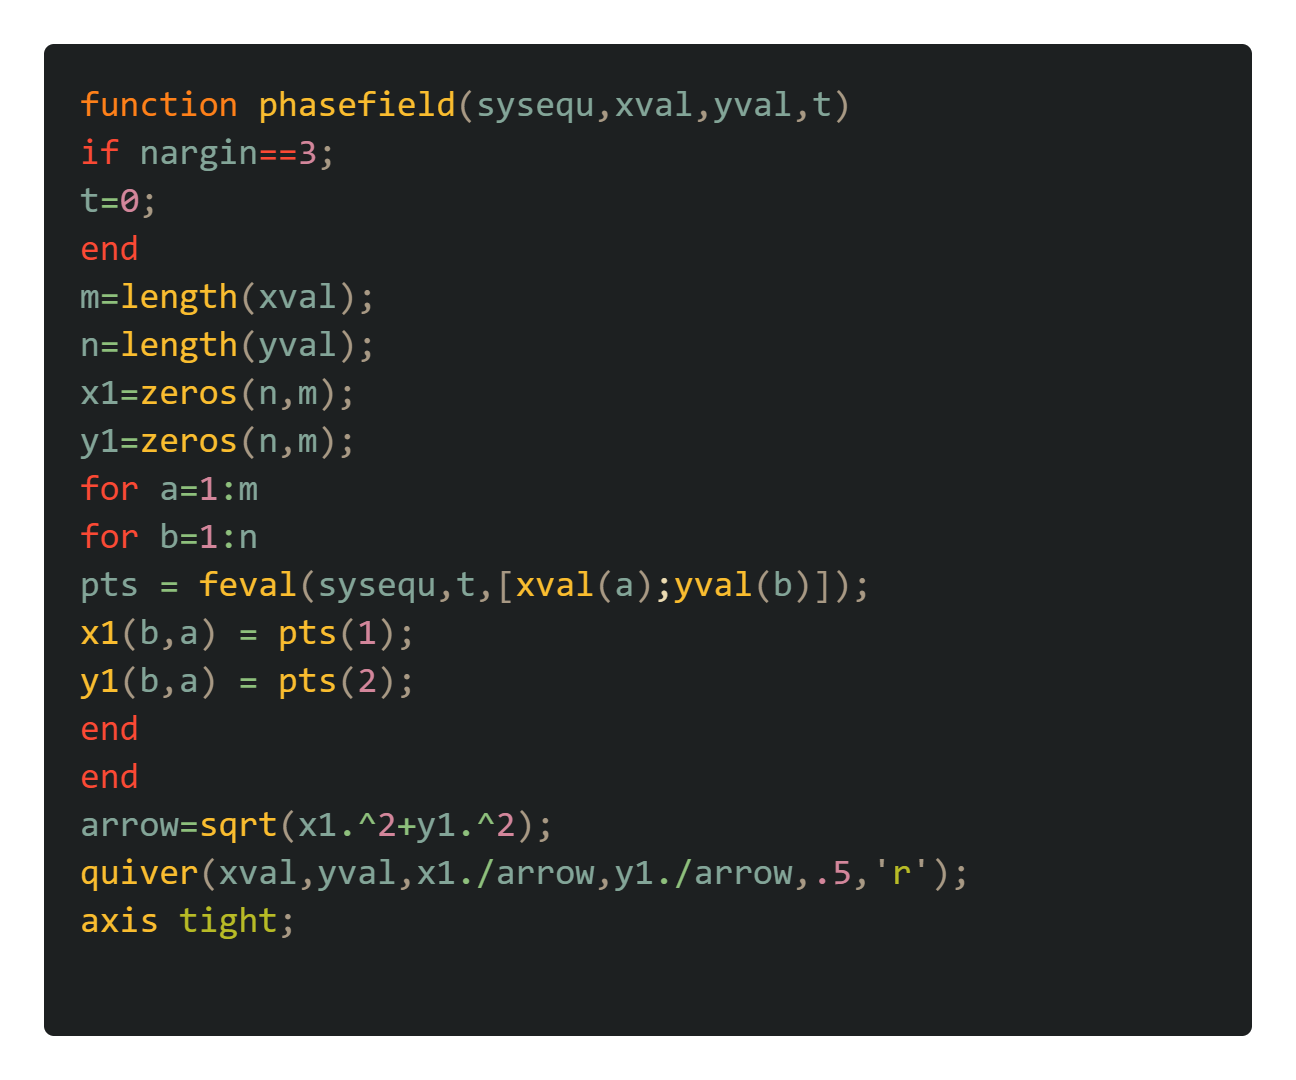 function phasefield(sysequ,xval,yval,t)
if nargin==3;
t=0;
end
m=length(xval);
n=length(yval);
x1=zeros(n,m);
y1=zeros(n,m);
for a=1:m
for b=1:n
pts = feval(sysequ,t,[xval(a);yval(b)]);
x1(b,a) = pts(1);
y1(b,a) = pts(2);
end
end
arrow=sqrt(x1.^2+y1.^2);
quiver(xval,yval,x1./arrow,y1./arrow,.5,'r');
axis tight;